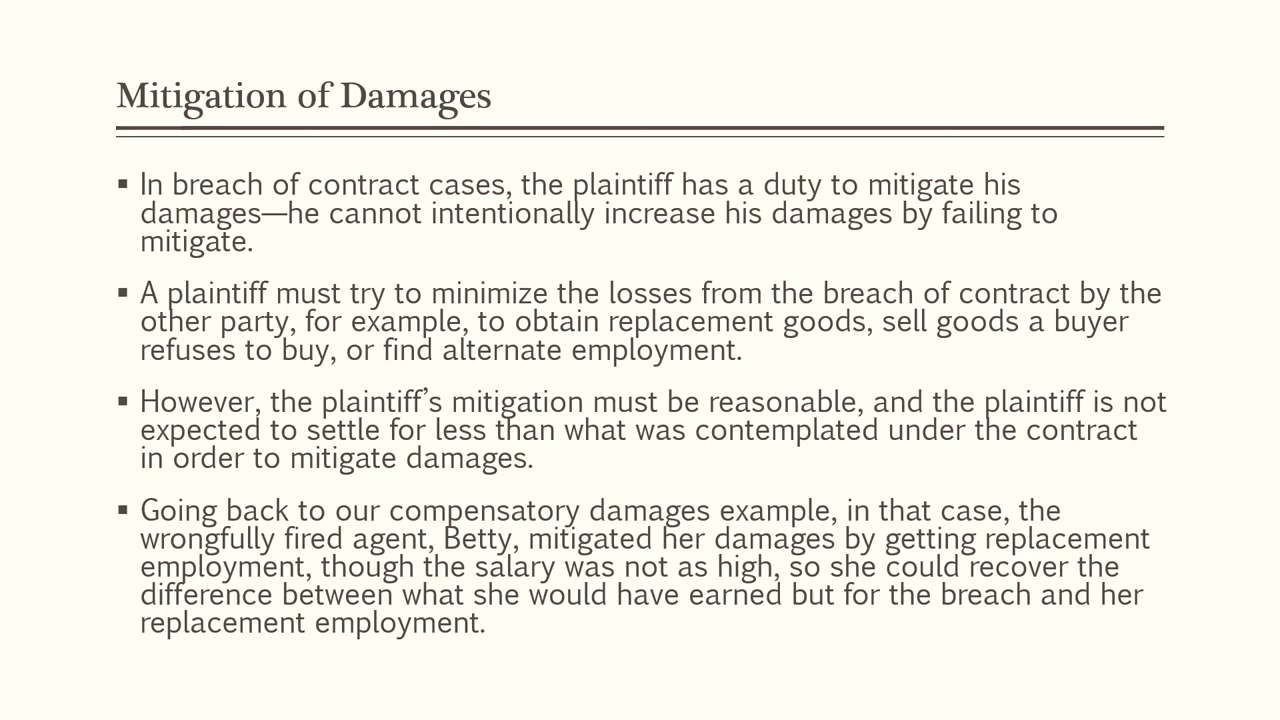 Mitigation of Damages
▪ In breach of contract cases, the plaintiff has a duty to mitigate his
damages—he cannot intentionally increase his damages by failing to
mitigate.
▪ A plaintiff must try to minimize the losses from the breach of contract by the
other party, for example, to obtain replacement goods, sell goods a buyer
refuses to buy, or find alternate employment.
▪ However, the plaintiff’s mitigation must be reasonable, and the plaintiff is not
expected to settle for less than what was contemplated under the contract
in order to mitigate damages.
▪ Going back to our compensatory damages example, in that case, the
wrongfully fired agent, Betty, mitigated her damages by getting replacement
employment, though the salary was not as high, so she could recover the
difference between what she would have earned but for the breach and her
replacement employment.